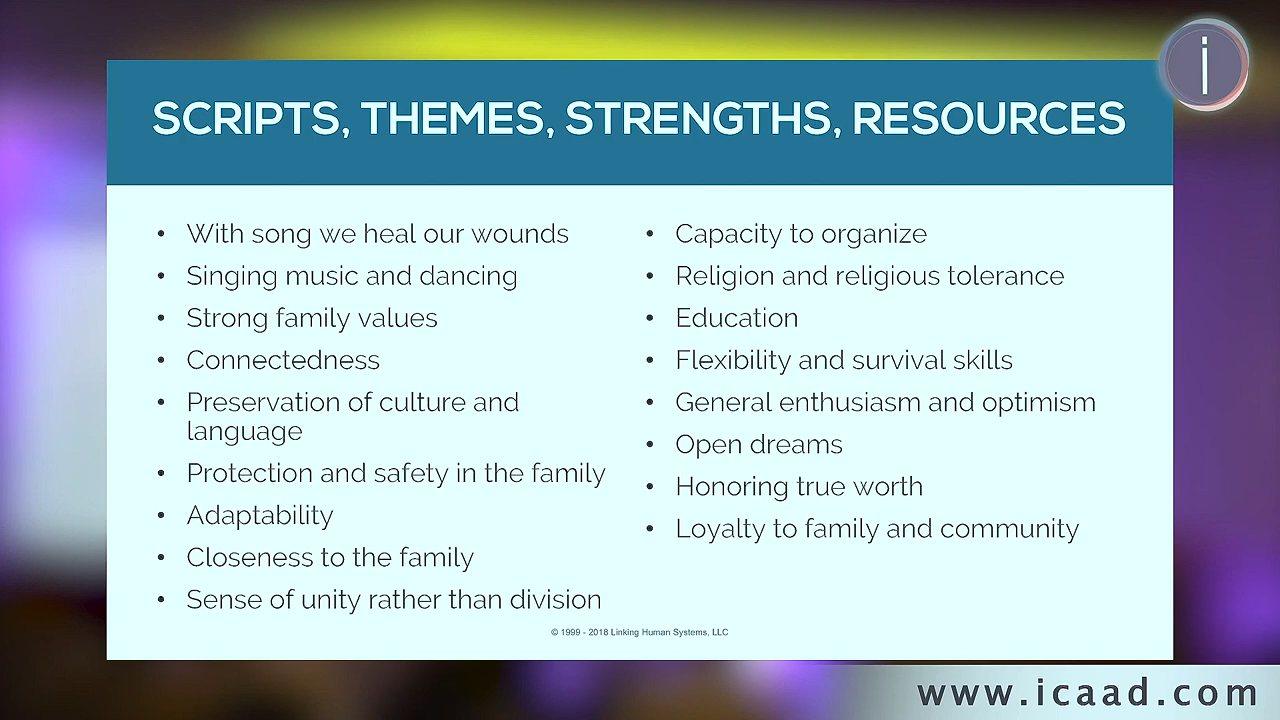 i
SCRIPTS, THEMES, STRENGTHS, RESOURCES
• With song we heal our wounds
• Singing music and dancing
• Strong family values
• Connectedness
• Preservation of culture and
language
• Protection and safety in the family
• Adaptability
• Closeness to the family
• Sense of unity rather than division
• Capacity to organize
• Religion and religious tolerance
• Education
• Flexibility and survival skills
• General enthusiasm and optimism
• Open dreams
• Honoring true worth
• Loyalty to family and community
© 1999 - 2018 Linking Human Systems, LLC
www.icaad.com